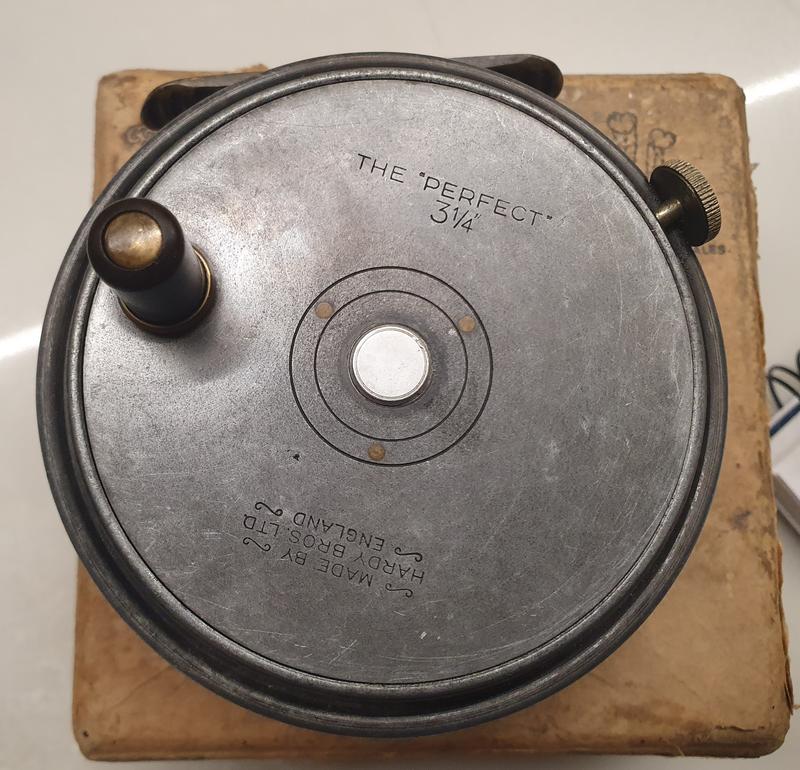 THE "PERFECT"
3¼"
MADE BY
HARDY BROS. LTD.
ENGLAND